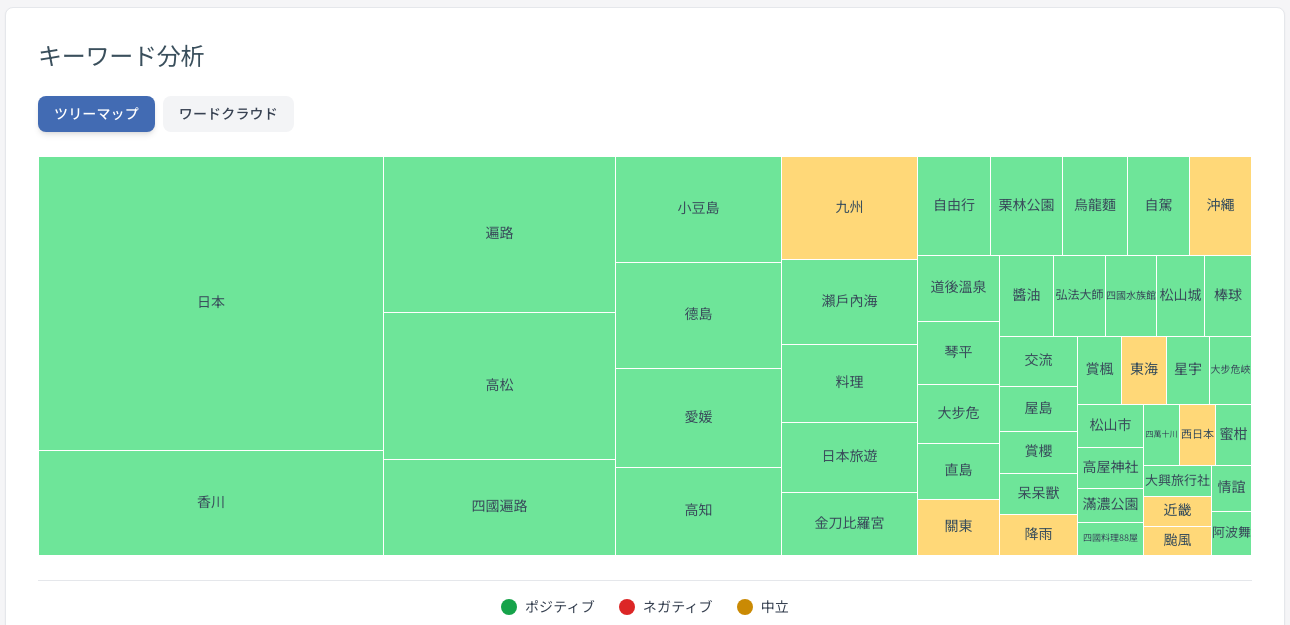 キーワード分析
ツリーマップ
ワードクラウド
日本
香川
遍路
高松
四國遍路
小豆島
德島
愛媛
高知
九州
瀨戶內海
料理
日本旅遊
金刀比羅宮
自由行
栗林公園
烏龍麵
自駕
沖繩
道後溫泉
琴平
大步危
直島
關東
醬油
弘法大師
四國水族館
松山城
棒球
交流
屋島
賞櫻
呆呆獸
降雨
賞楓
東海
星宇
大步危峽
松山市
高屋神社
滿濃公園
四國料理88屋
四萬十川
西日本
蜜柑
大興旅行社
近畿
颱風
情誼
阿波舞
ポジティブ
ネガティブ
中立